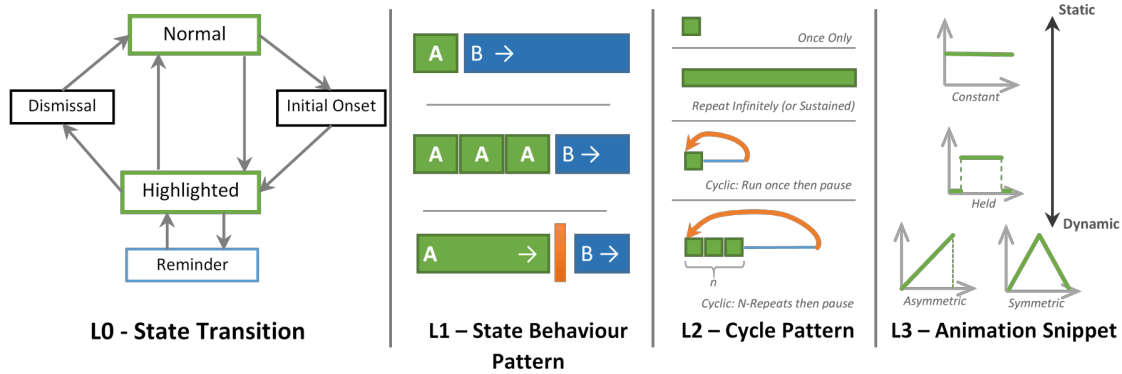 Normal
Dismissal
Initial Onset
Highlighted
Reminder
L0 - State Transition
A
B →
A
A
A
B →
A →
B →
L1 – State Behaviour
Pattern
Once Only
Repeat Infinitely (or Sustained)
Cyclic: Run once then pause
n
Cyclic: N-Repeats then pause
L2 – Cycle Pattern
Static
Constant
Held
Dynamic
Asymmetric
Symmetric
L3 – Animation Snippet